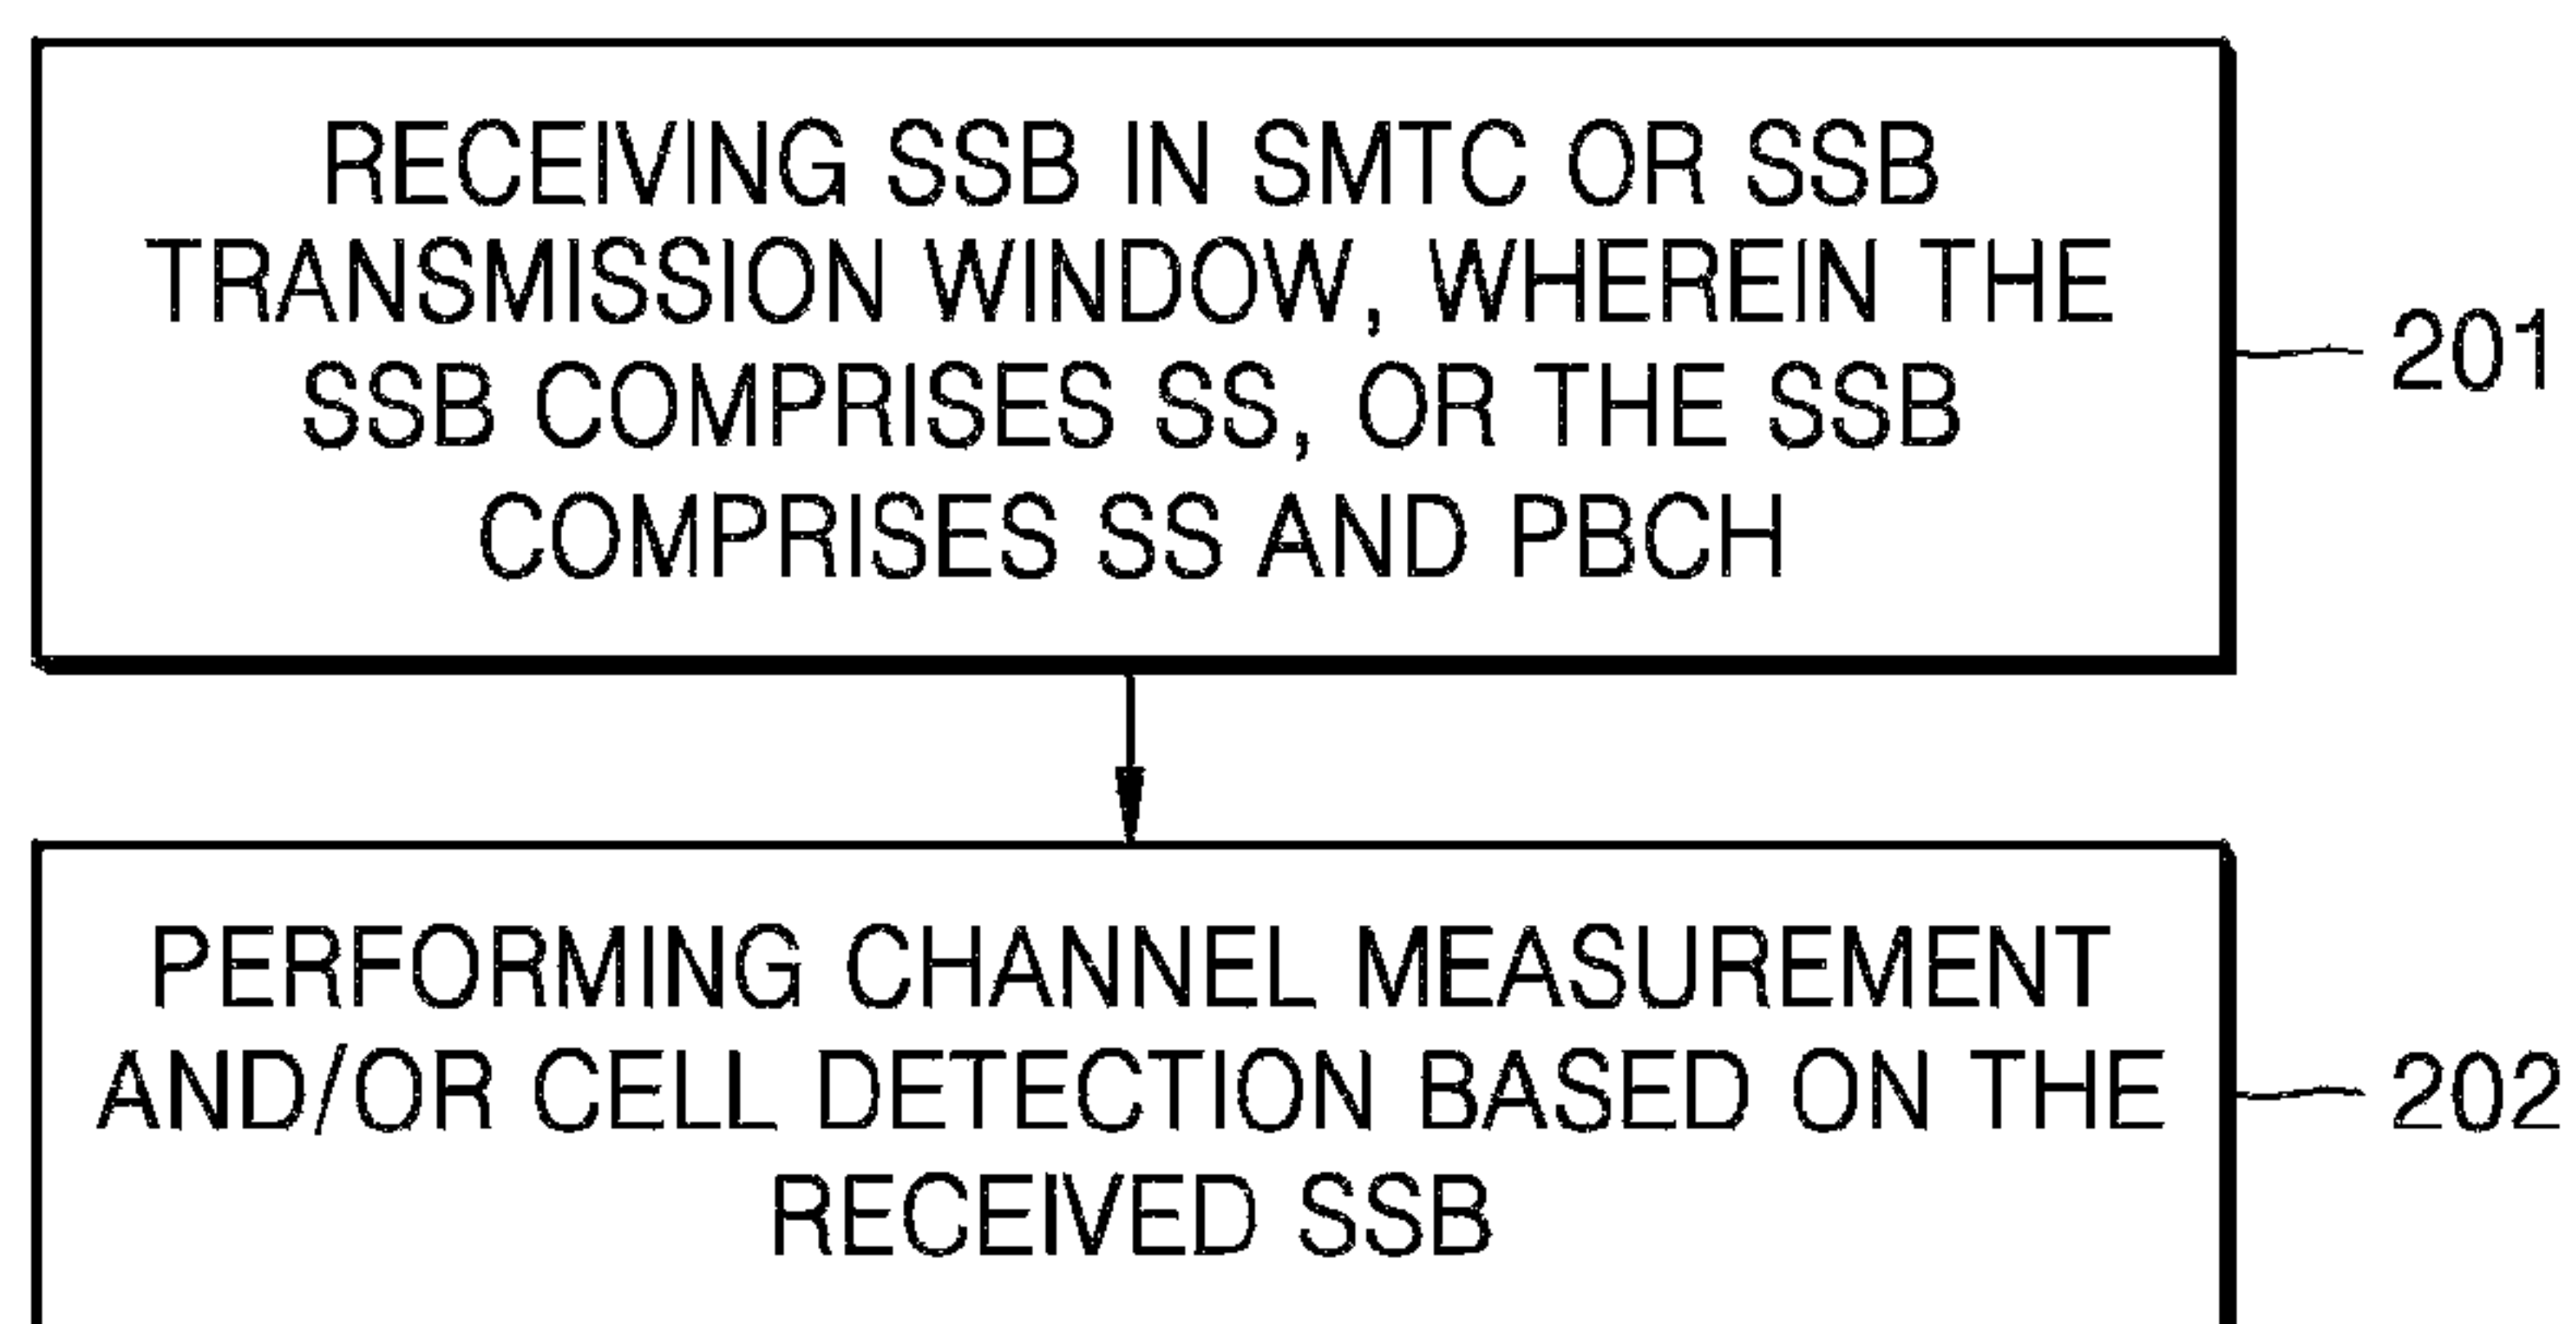 RECEIVING SSB IN SMTC OR SSB
TRANSMISSION WINDOW, WHEREIN THE
SSB COMPRISES SS, OR THE SSB
COMPRISES SS AND PBCH
201
PERFORMING CHANNEL MEASUREMENT
AND/OR CELL DETECTION BASED ON THE
RECEIVED SSB
202